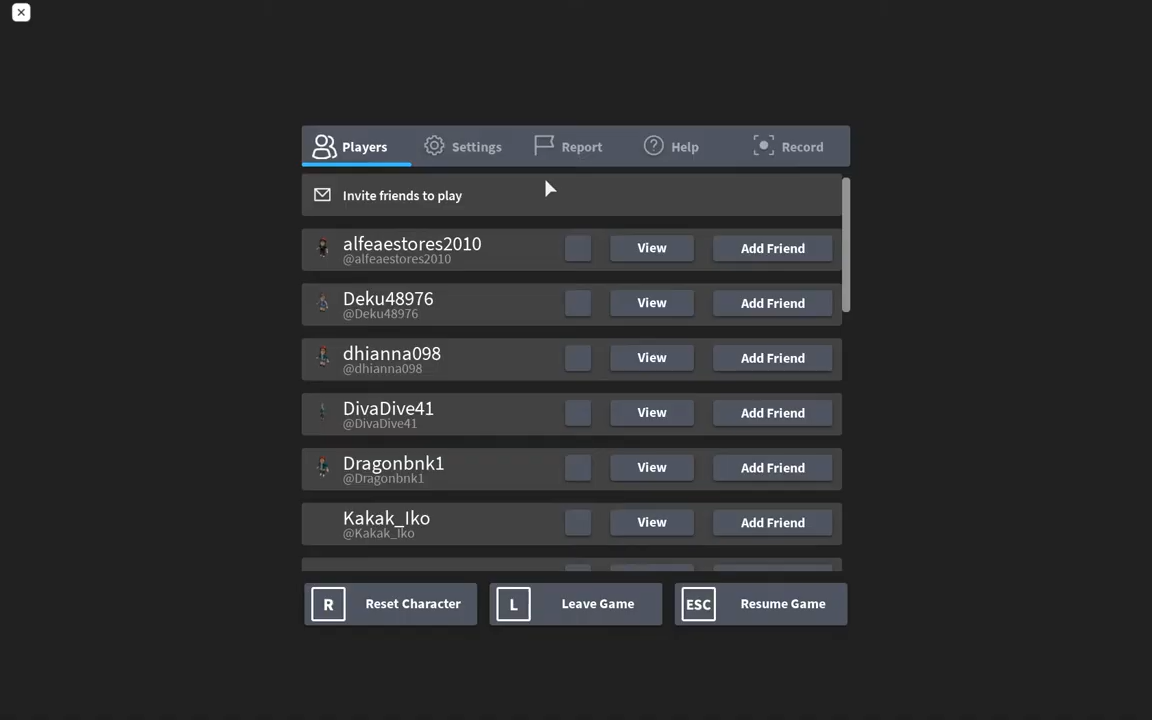 Players
Settings
Report
Help
Record
Invite friends to play
alfeaestores2010
@alfeaestores2010
View
Add Friend
Deku48976
@Deku48976
View
Add Friend
dhianna098
@dhianna098
View
Add Friend
DivaDive41
@DivaDive41
View
Add Friend
Dragonbnk1
@Dragonbnk1
View
Add Friend
Kakak_Iko
@Kakak_Iko
View
Add Friend
R Reset Character
L Leave Game
ESC Resume Game